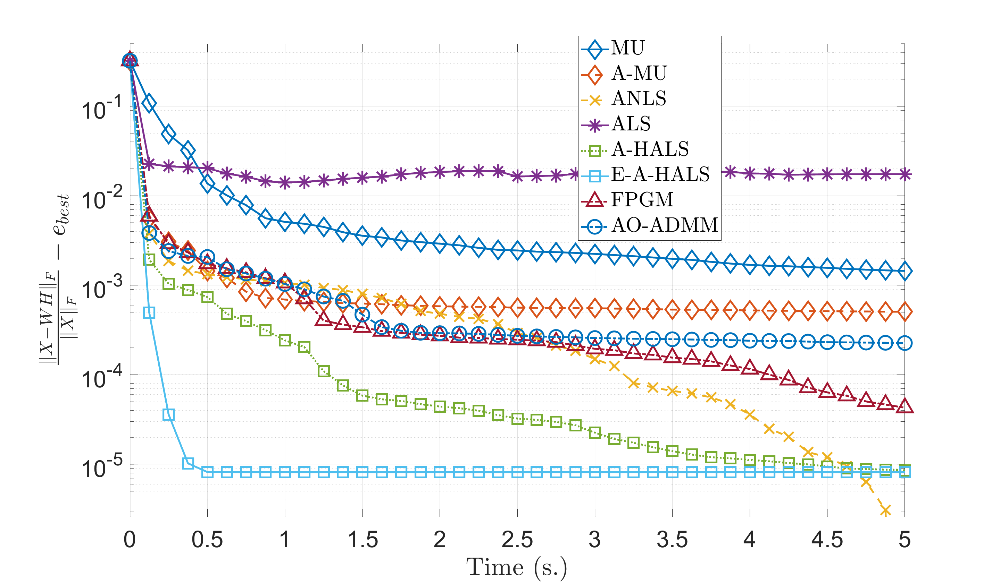 MU
A-MU
ANLS
ALS
A-HALS
E-A-HALS
FPGM
AO-ADMM
10^-1
10^-2
10^-3
10^-4
10^-5
||X−WH||_F / ||X||_F − e_best
0 0.5 1 1.5 2 2.5 3 3.5 4 4.5 5
Time (s.)